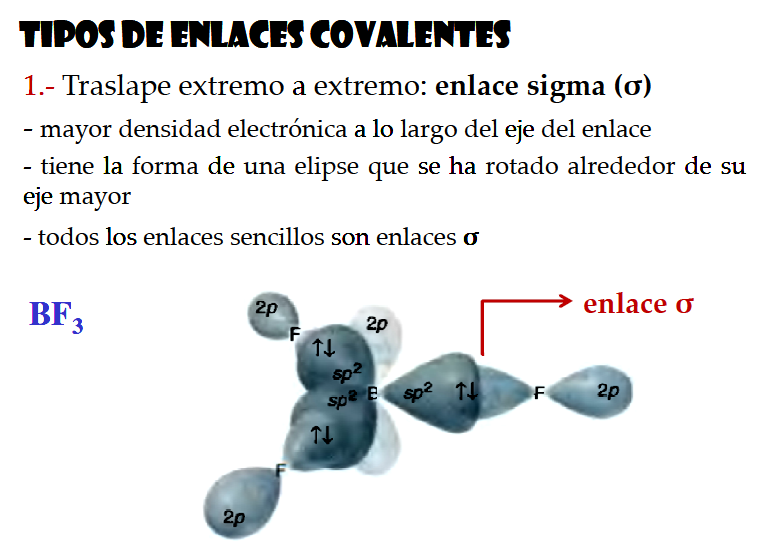 TIPOS DE ENLACES COVALENTES
1.- Traslape extremo a extremo: enlace sigma (σ)
- mayor densidad electrónica a lo largo del eje del enlace
- tiene la forma de una elipse que se ha rotado alrededor de su
eje mayor
- todos los enlaces sencillos son enlaces σ
BF₃
enlace σ
2p
F
2p
↑↓
sp²
sp²
B
sp²
↑↓
F
2p
↑↓
F
2p